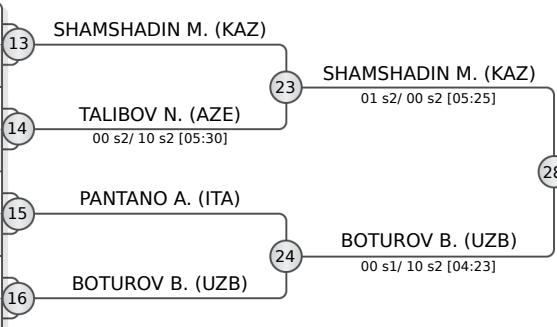 SHAMSHADIN M. (KAZ)
13
23
SHAMSHADIN M. (KAZ)
01 s2/ 00 s2 [05:25]
TALIBOV N. (AZE)
14
00 s2/ 10 s2 [05:30]
28
PANTANO A. (ITA)
15
24
BOTUROV B. (UZB)
00 s1/ 10 s2 [04:23]
BOTUROV B. (UZB)
16